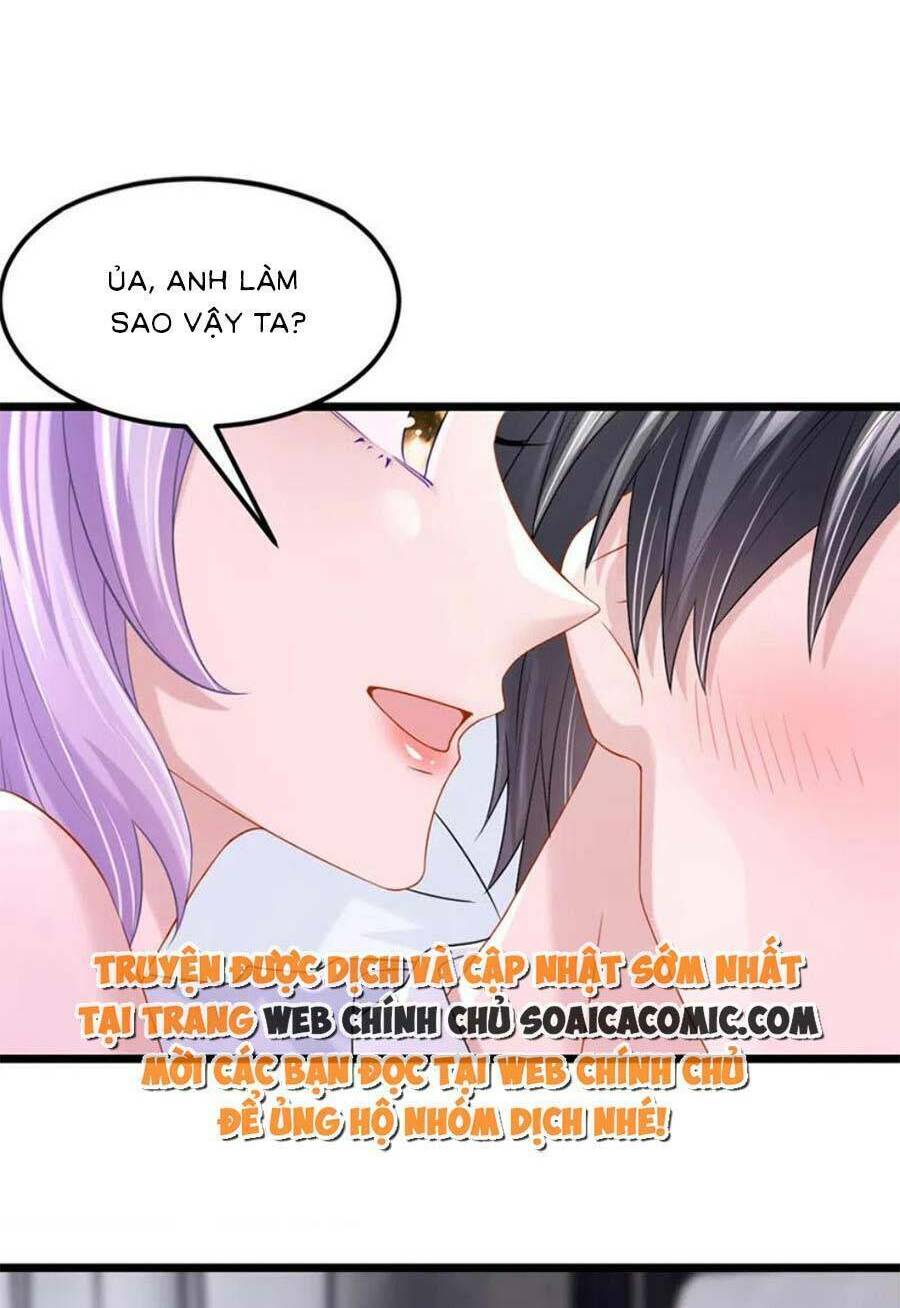 ỦA, ANH LÀM
SAO VẬY TA?
TRUYỆN ĐƯỢC DỊCH VÀ CẬP NHẬT SỚM NHẤT
TẠI TRANG WEB CHÍNH CHỦ SOAICACOMIC.COM
MỜI CÁC BẠN ĐỌC TẠI WEB CHÍNH CHỦ
ĐỂ ỦNG HỘ NHÓM DỊCH NHÉ!